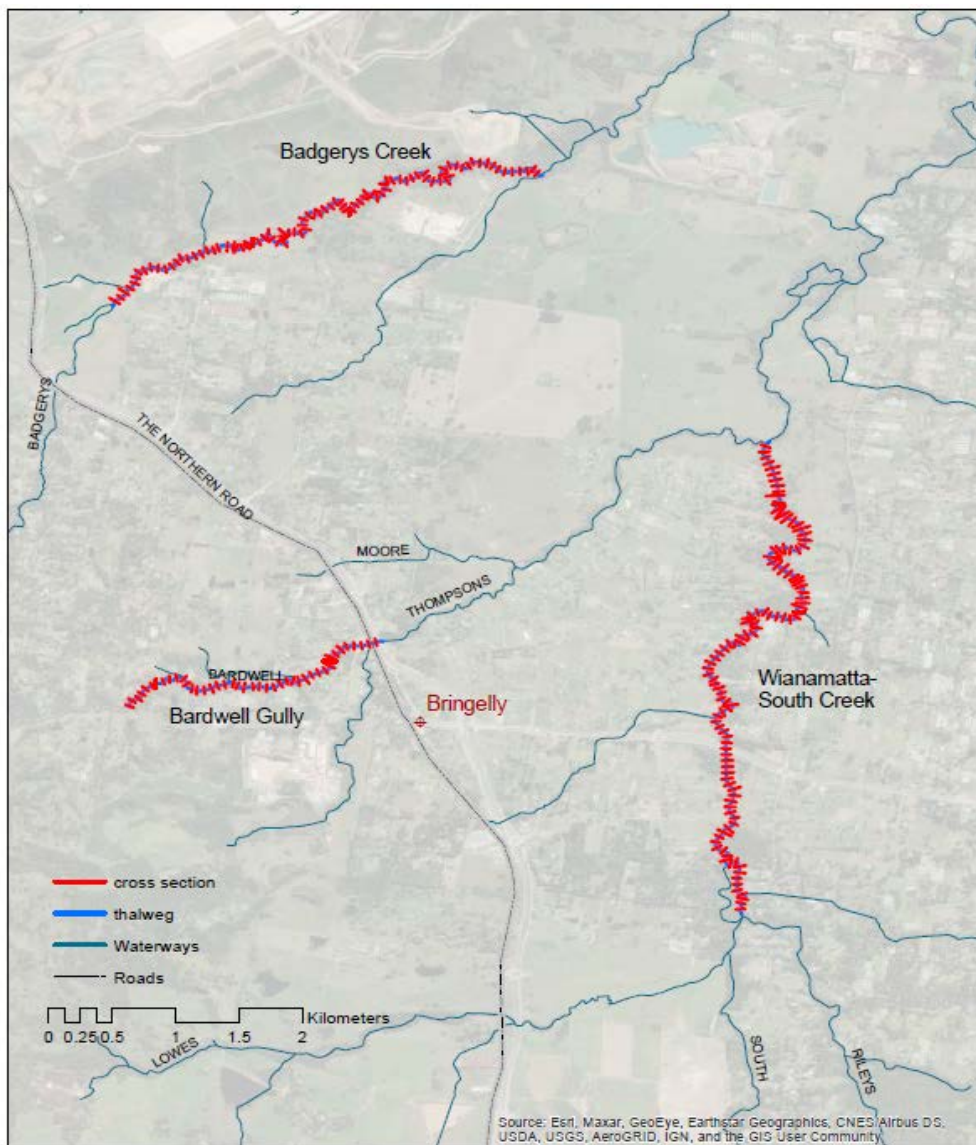 Badgerys Creek
BADGERYS
THE NORTHERN ROAD
MOORE
THOMPSONS
BARDWELL
Bardwell Gully
Bringelly
Wianamatta-
South Creek
cross section
thalweg
Waterways
Roads
Kilometers
0 0.25 0.5 1 1.5 2
LOWES
SOUTH
RILEYS
Source: Esri, Maxar, GeoEye, Earthstar Geographics, CNES/Airbus DS,
USDA, USGS, AeroGRID, IGN, and the GIS User Community